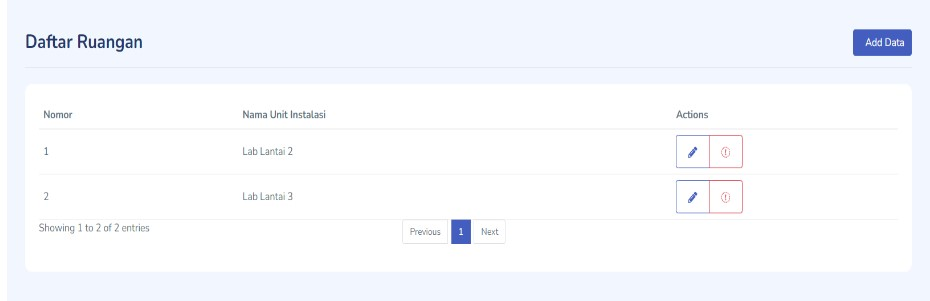 Daftar Ruangan
Add Data
Nomor Nama Unit Instalasi Actions
1 Lab Lantai 2
2 Lab Lantai 3
Showing 1 to 2 of 2 entries
Previous 1 Next